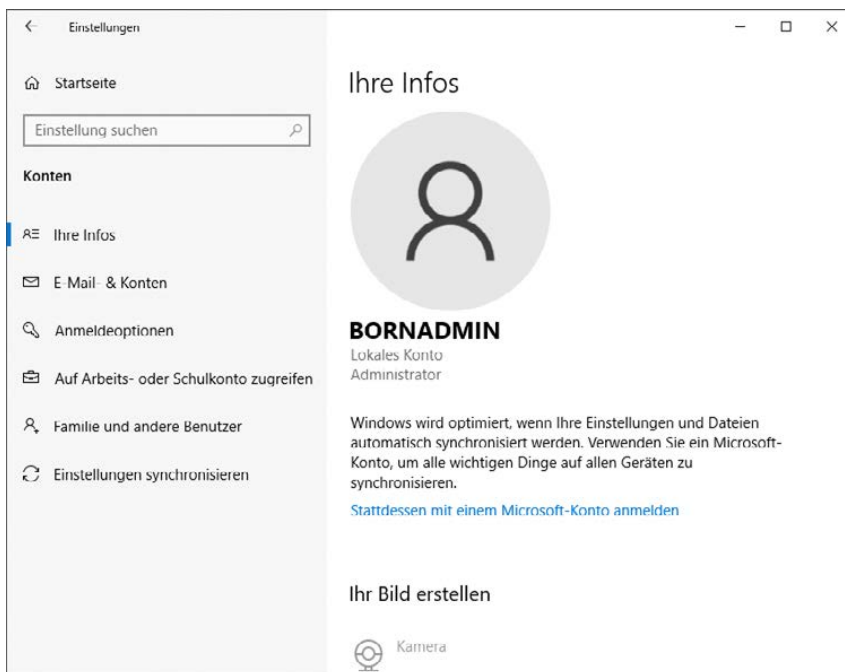 Einstellungen
Startseite
Einstellung suchen
Konten
Ihre Infos
E-Mail- & Konten
Anmeldeoptionen
Auf Arbeits- oder Schulkonto zugreifen
Familie und andere Benutzer
Einstellungen synchronisieren
Ihre Infos
BORNADMIN
Lokales Konto
Administrator
Windows wird optimiert, wenn Ihre Einstellungen und Dateien
automatisch synchronisiert werden. Verwenden Sie ein Microsoft-
Konto, um alle wichtigen Dinge auf allen Geräten zu
synchronisieren.
Stattdessen mit einem Microsoft-Konto anmelden
Ihr Bild erstellen
Kamera